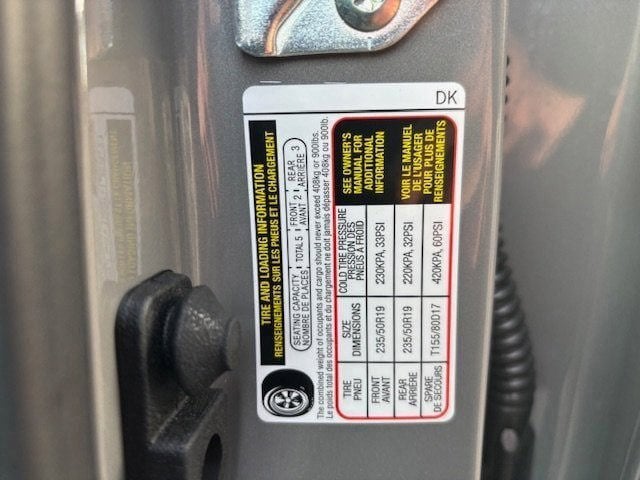 DK
TIRE AND LOADING INFORMATION
RENSEIGNEMENTS SUR LES PNEUS ET LE CHARGEMENT
SEATING CAPACITY TOTAL 5 FRONT 2 REAR 3
NOMBRE DE PLACES AVANT ARRIÈRE
The combined weight of occupants and cargo should never exceed 408kg or 900lbs.
Le poids total des occupants et du chargement ne doit jamais dépasser 408kg ou 900lb.
TIRE PNEU SIZE DIMENSIONS COLD TIRE PRESSURE PRESSION DES PNEUS À FROID
FRONT AVANT 235/50R19 230KPA, 33PSI
REAR ARRIÈRE 235/50R19 220KPA, 32PSI
SPARE DE SECOURS T155/80D17 420KPA, 60PSI
SEE OWNER'S
MANUAL FOR
ADDITIONAL
INFORMATION
VOIR LE MANUEL
DE L'USAGER
POUR PLUS DE
RENSEIGNEMENTS